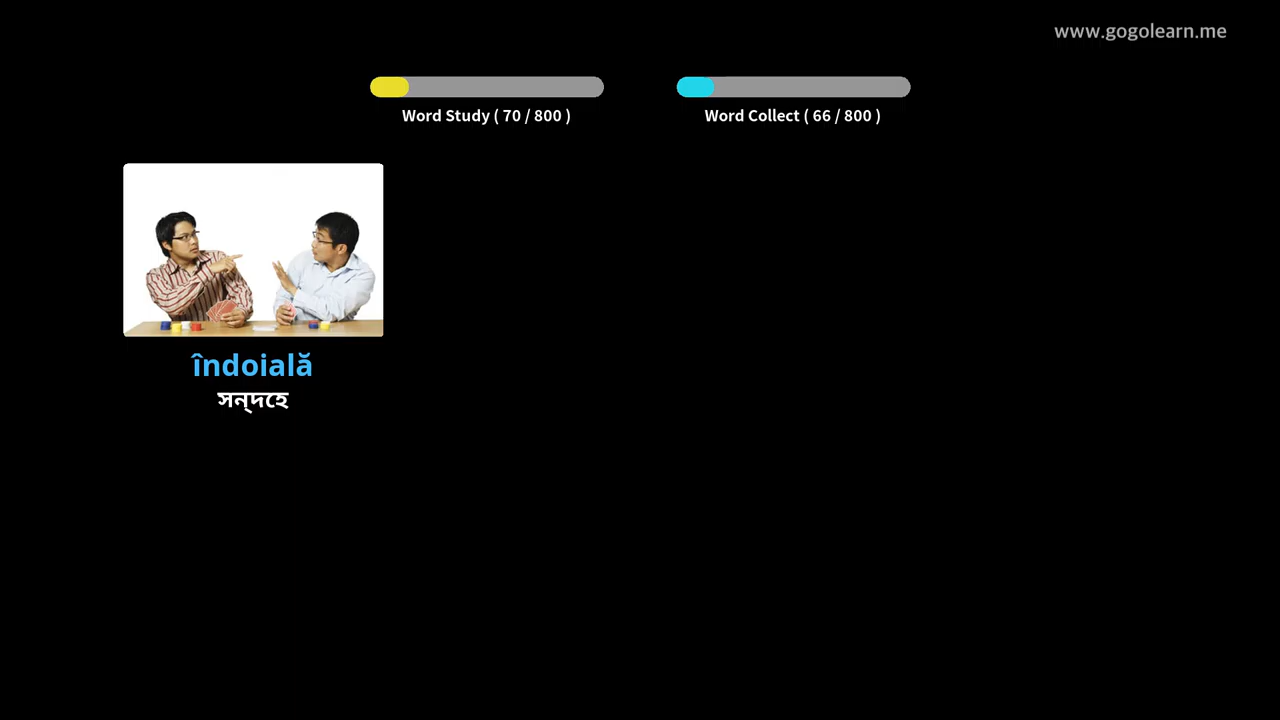 www.gogolearn.me
Word Study ( 70 / 800 )
Word Collect ( 66 / 800 )
îndoială
সন্দেহ